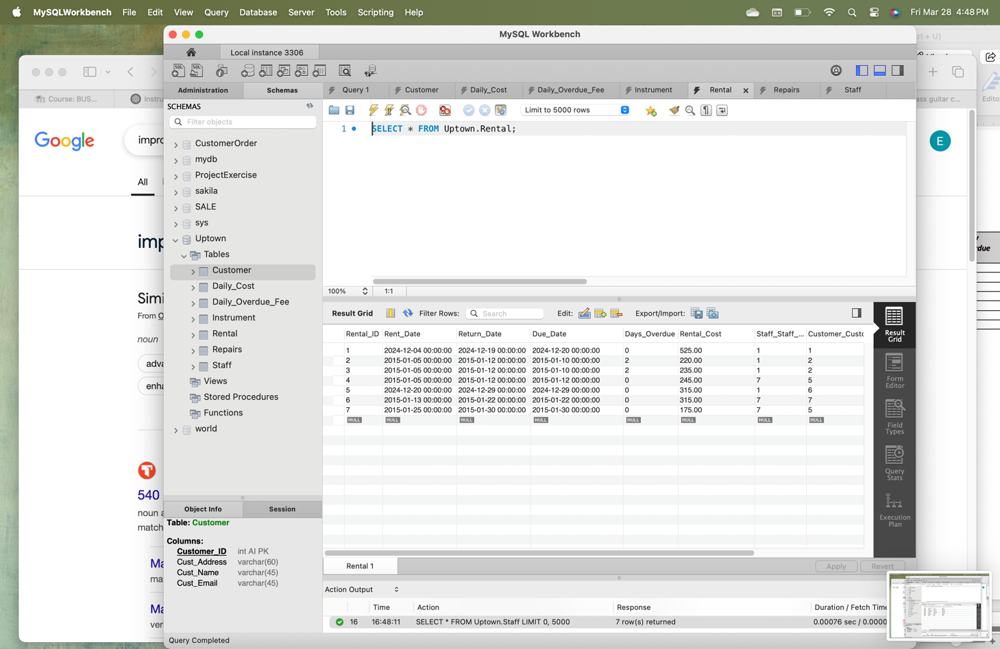 MySQLWorkbench File Edit View Query Database Server Tools Scripting Help Fri Mar 28 4:48 PM
MySQL Workbench
Local instance 3306
Administration Schemas Query 1 Customer Daily_Cost Daily_Overdue_Fee Instrument Rental Repairs Staff
Course: BUS...
Instru
ass guitar c...
Edito
SCHEMAS
Filter objects
Limit to 5000 rows
1 SELECT * FROM Uptown.Rental;
Google
impro
All
E
imp
Simi
From O
noun
adva
enha
540
noun a
match
Ma
ma
Ma
ver
due
CustomerOrder
mydb
ProjectExercise
sakila
SALE
sys
Uptown
Tables
Customer
Daily_Cost
Daily_Overdue_Fee
Instrument
Rental
Repairs
Staff
Views
Stored Procedures
Functions
world
100% 1:1
Result Grid Filter Rows: Search Edit: Export/Import:
Rental_ID Rent_Date Return_Date Due_Date Days_Overdue Rental_Cost Staff_Staff_... Customer_Custo
1 2024-12-04 00:00:00 2024-12-19 00:00:00 2024-12-20 00:00:00 0 525.00 1 1
2 2015-01-05 00:00:00 2015-01-12 00:00:00 2015-01-10 00:00:00 2 220.00 1 2
3 2015-01-05 00:00:00 2015-01-12 00:00:00 2015-01-10 00:00:00 2 235.00 1 2
4 2015-01-05 00:00:00 2015-01-12 00:00:00 2015-01-12 00:00:00 0 245.00 7 5
5 2024-12-20 00:00:00 2024-12-29 00:00:00 2024-12-29 00:00:00 0 315.00 1 6
6 2015-01-13 00:00:00 2015-01-22 00:00:00 2015-01-22 00:00:00 0 315.00 7 7
7 2015-01-25 00:00:00 2015-01-30 00:00:00 2015-01-30 00:00:00 0 175.00 7 5
NULL NULL NULL NULL NULL NULL NULL NULL
Result
Grid
Form
Editor
Field
Types
Query
Stats
Execution
Plan
Object Info Session
Table: Customer
Columns:
Customer_ID int AI PK
Cust_Address varchar(60)
Cust_Name varchar(45)
Cust_Email varchar(45)
Rental 1
Apply Revert
Action Output
Time Action Response Duration / Fetch Time
16 16:48:11 SELECT * FROM Uptown.Staff LIMIT 0, 5000 7 row(s) returned 0.00076 sec / 0.0000
Query Completed